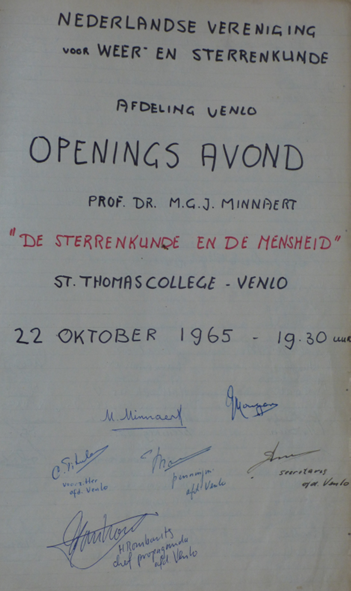 NEDERLANDSE VERENIGING
VOOR WEER- EN STERRENKUNDE
AFDELING VENLO
OPENINGS AVOND
PROF. DR. M.G.J. MINNAERT
"DE STERRENKUNDE EN DE MENSHEID"
ST. THOMASCOLLEGE - VENLO
22 OKTOBER 1965 - 19.30 uur
M. Minnaert
voorzitter
afd. Venlo
penningm
afd. Venlo
secretaris
afd. Venlo
H Rombouts
chef propaganda
afd. Venlo